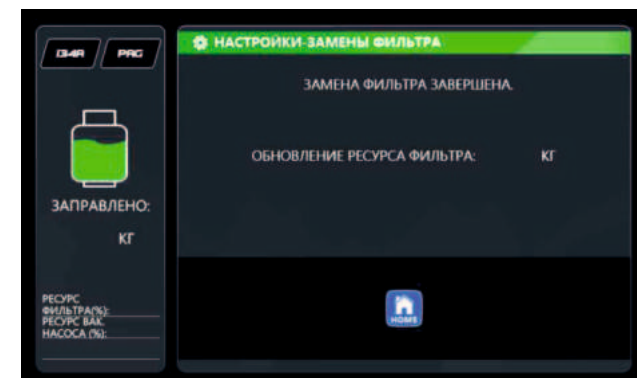 134A PAG
ЗАПРАВЛЕНО:
КГ
РЕСУРС
ФИЛЬТРА(%):
РЕСУРС ВАК.
НАСОСА (%):
НАСТРОЙКИ-ЗАМЕНЫ ФИЛЬТРА
ЗАМЕНА ФИЛЬТРА ЗАВЕРШЕНА.
ОБНОВЛЕНИЕ РЕСУРСА ФИЛЬТРА: КГ
HOME